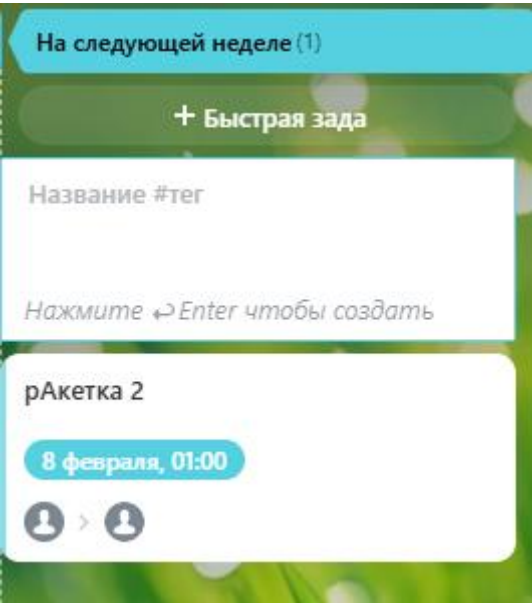 На следующей неделе (1)
+ Быстрая зада
Название #тег
Нажмите ↵ Enter чтобы создать
рАкетка 2
8 февраля, 01:00